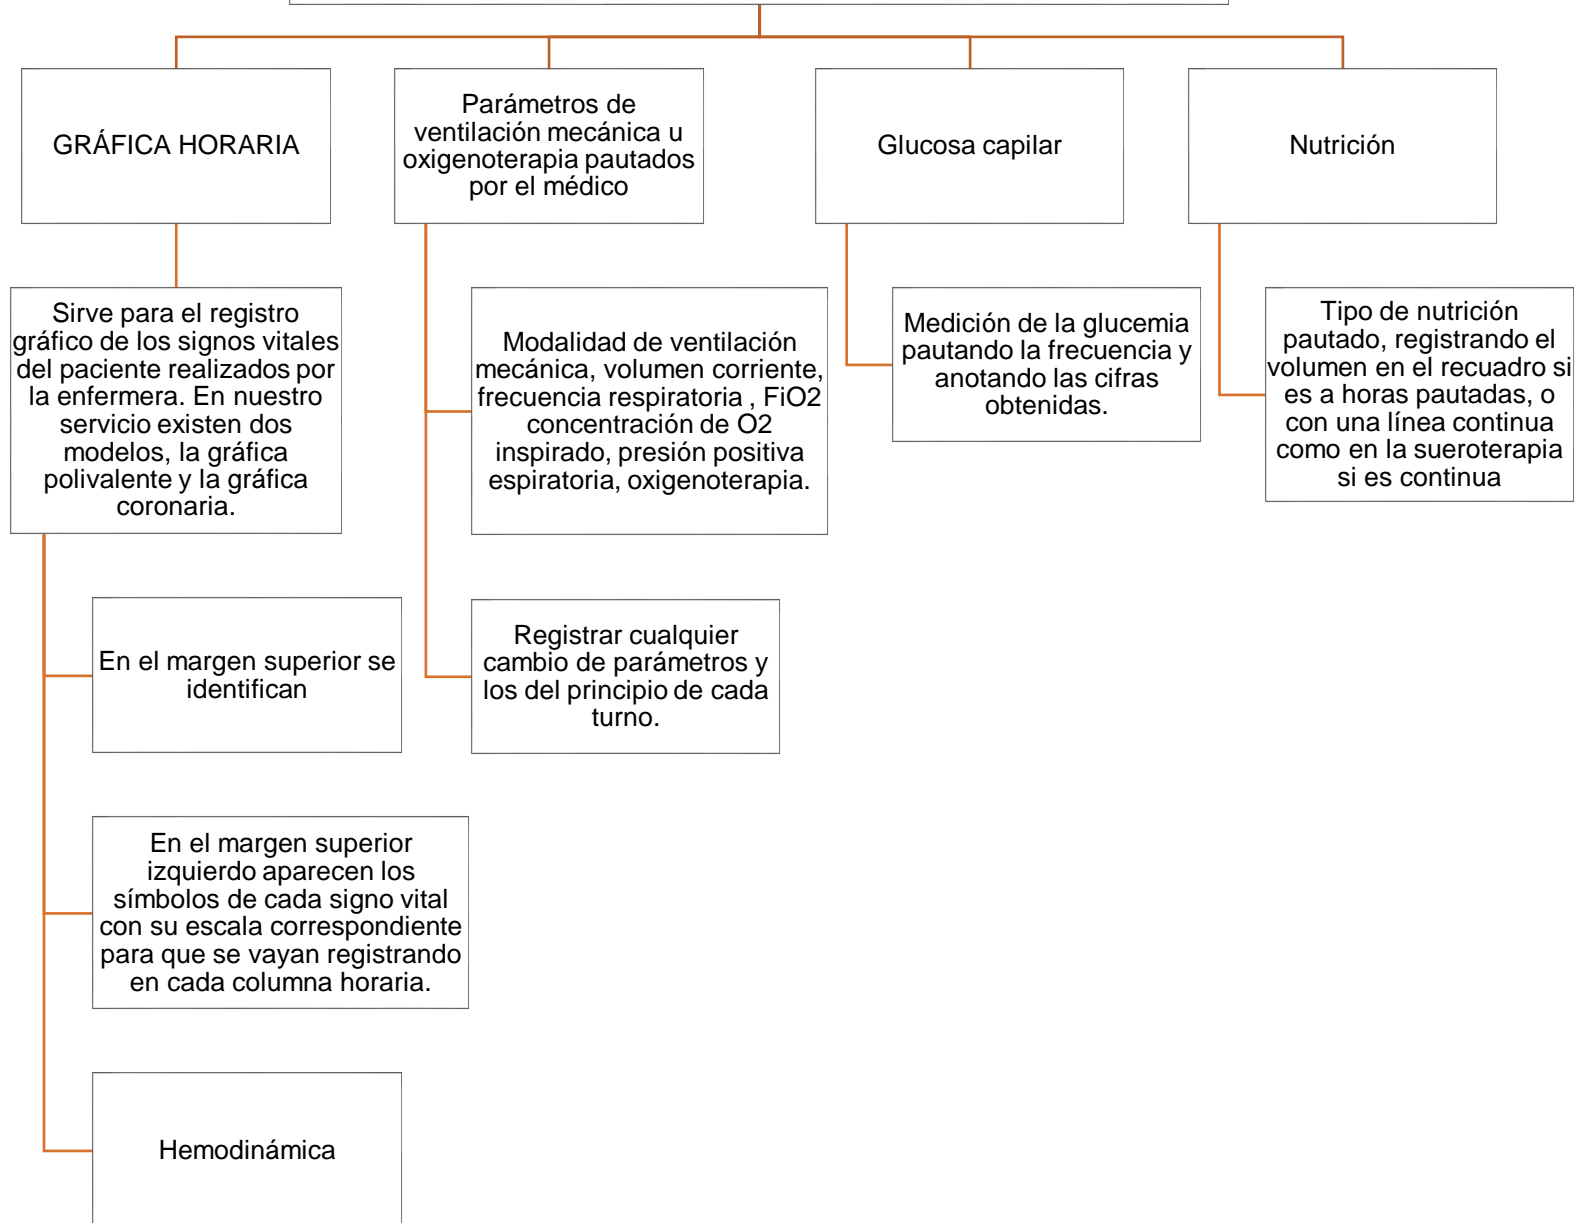 GRÁFICA HORARIA
Parámetros de
ventilación mecánica u
oxigenoterapia pautados
por el médico
Glucosa capilar
Nutrición
Sirve para el registro
gráfico de los signos vitales
del paciente realizados por
la enfermera. En nuestro
servicio existen dos
modelos, la gráfica
polivalente y la gráfica
coronaria.
Modalidad de ventilación
mecánica, volumen corriente,
frecuencia respiratoria , FiO2
concentración de O2
inspirado, presión positiva
espiratoria, oxigenoterapia.
Medición de la glucemia
pautando la frecuencia y
anotando las cifras
obtenidas.
Tipo de nutrición
pautado, registrando el
volumen en el recuadro si
es a horas pautadas, o
con una línea continua
como en la sueroterapia
si es continua
En el margen superior se
identifican
Registrar cualquier
cambio de parámetros y
los del principio de cada
turno.
En el margen superior
izquierdo aparecen los
símbolos de cada signo vital
con su escala correspondiente
para que se vayan registrando
en cada columna horaria.
Hemodinámica